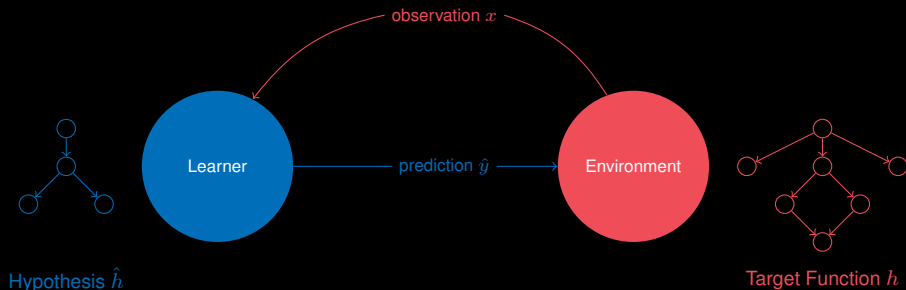 observation x
Learner
prediction ŷ
Environment
Hypothesis ĥ
Target Function h